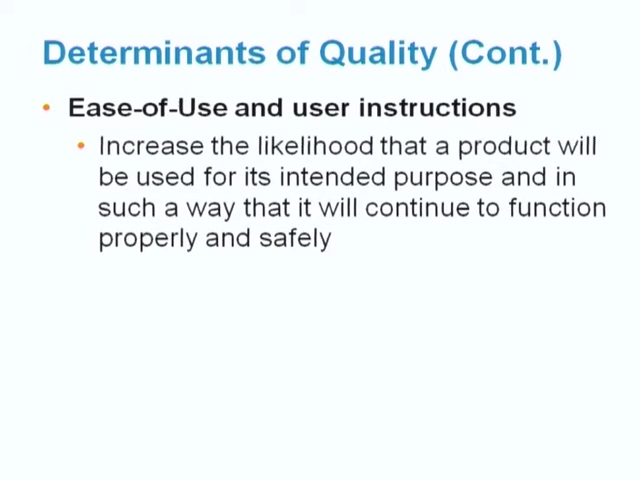 Determinants of Quality (Cont.)
• Ease-of-Use and user instructions
• Increase the likelihood that a product will
be used for its intended purpose and in
such a way that it will continue to function
properly and safely